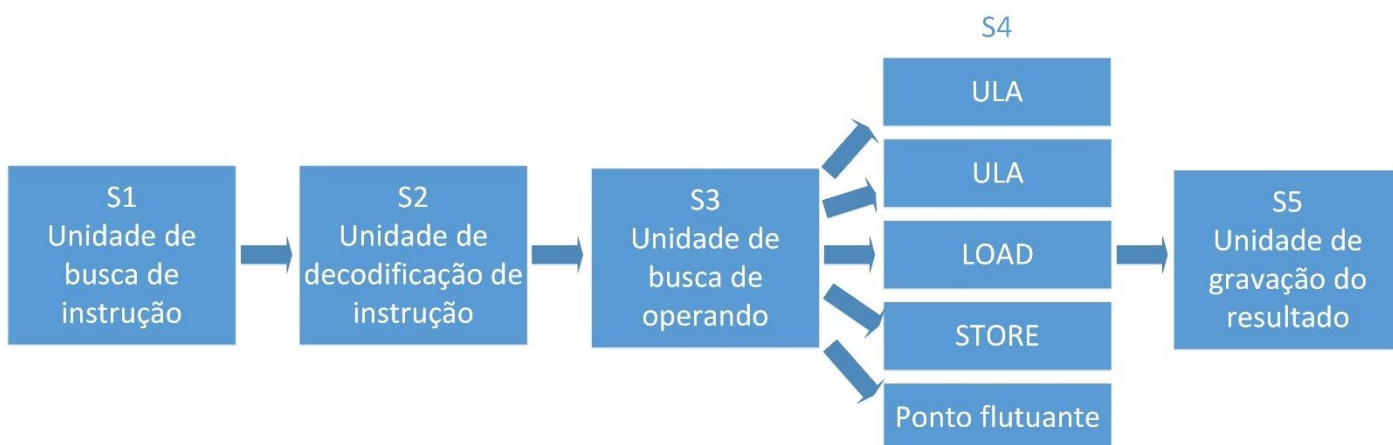 S1
Unidade de
busca de
instrução
S2
Unidade de
decodificação de
instrução
S3
Unidade de
busca de
operando
S4
ULA
ULA
LOAD
STORE
Ponto flutuante
S5
Unidade de
gravação do
resultado